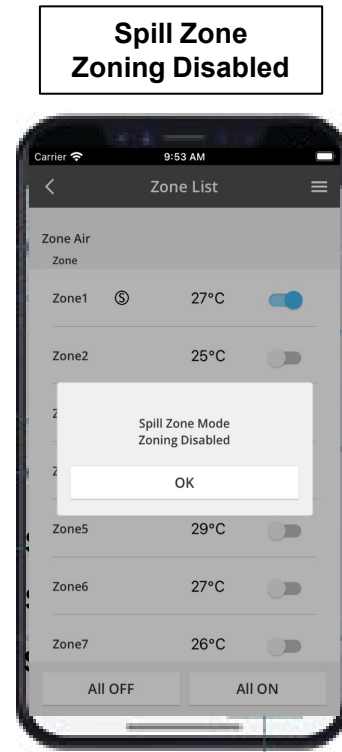 Spill Zone
Zoning Disabled
Carrier 9:53 AM
Zone List
Zone Air
Zone
Zone1 Ⓢ 27°C
Zone2 25°C
Z
Spill Zone Mode
Zoning Disabled
Z
OK
Zone5 29°C
Zone6 27°C
Zone7 26°C
All OFF All ON